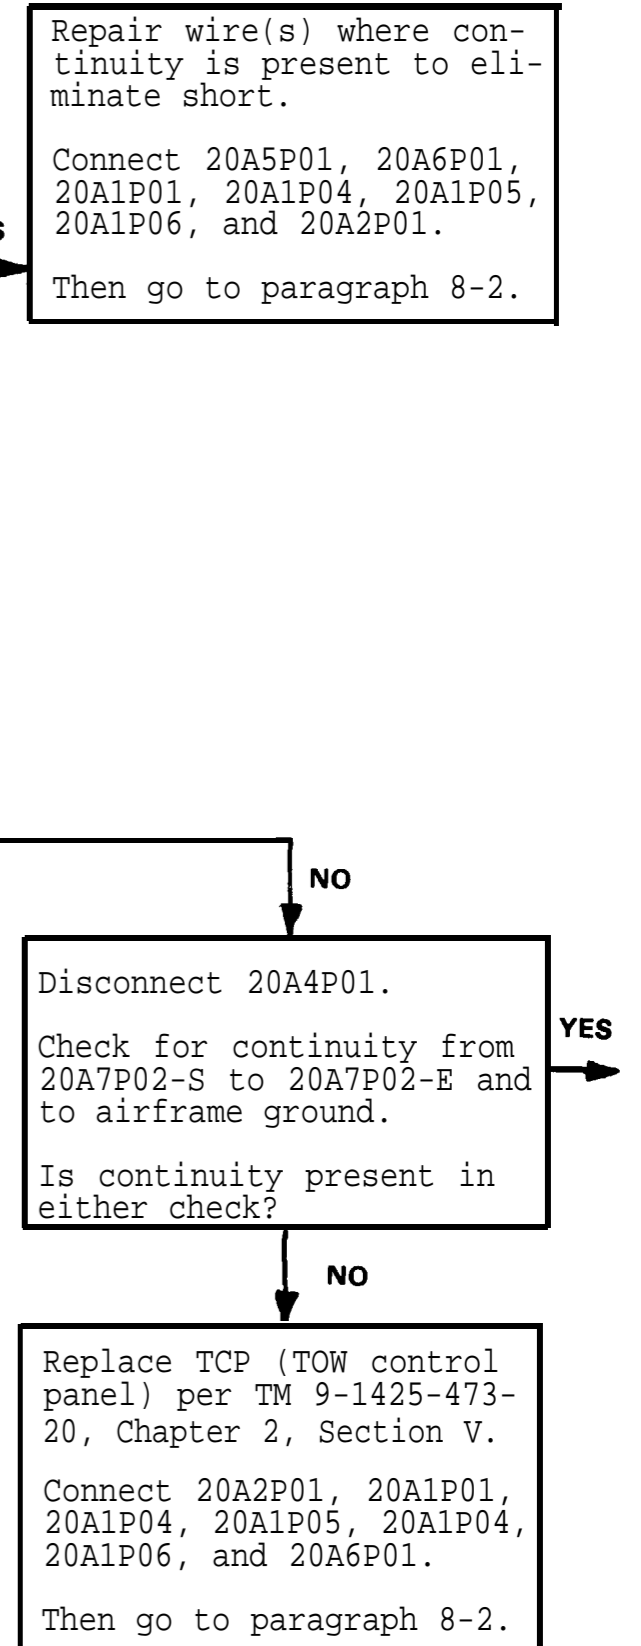 Repair wire(s) where con-
tinuity is present to eli-
minate short.
Connect 20A5P01, 20A6P01,
20A1P01, 20A1P04, 20A1P05,
20A1P06, and 20A2P01.
Then go to paragraph 8-2.
NO
Disconnect 20A4P01.
Check for continuity from
20A7P02-S to 20A7P02-E and
to airframe ground.
Is continuity present in
either check?
YES
NO
Replace TCP (TOW control
panel) per TM 9-1425-473-
20, Chapter 2, Section V.
Connect 20A2P01, 20A1P01,
20A1P04, 20A1P05, 20A1P04,
20A1P06, and 20A6P01.
Then go to paragraph 8-2.